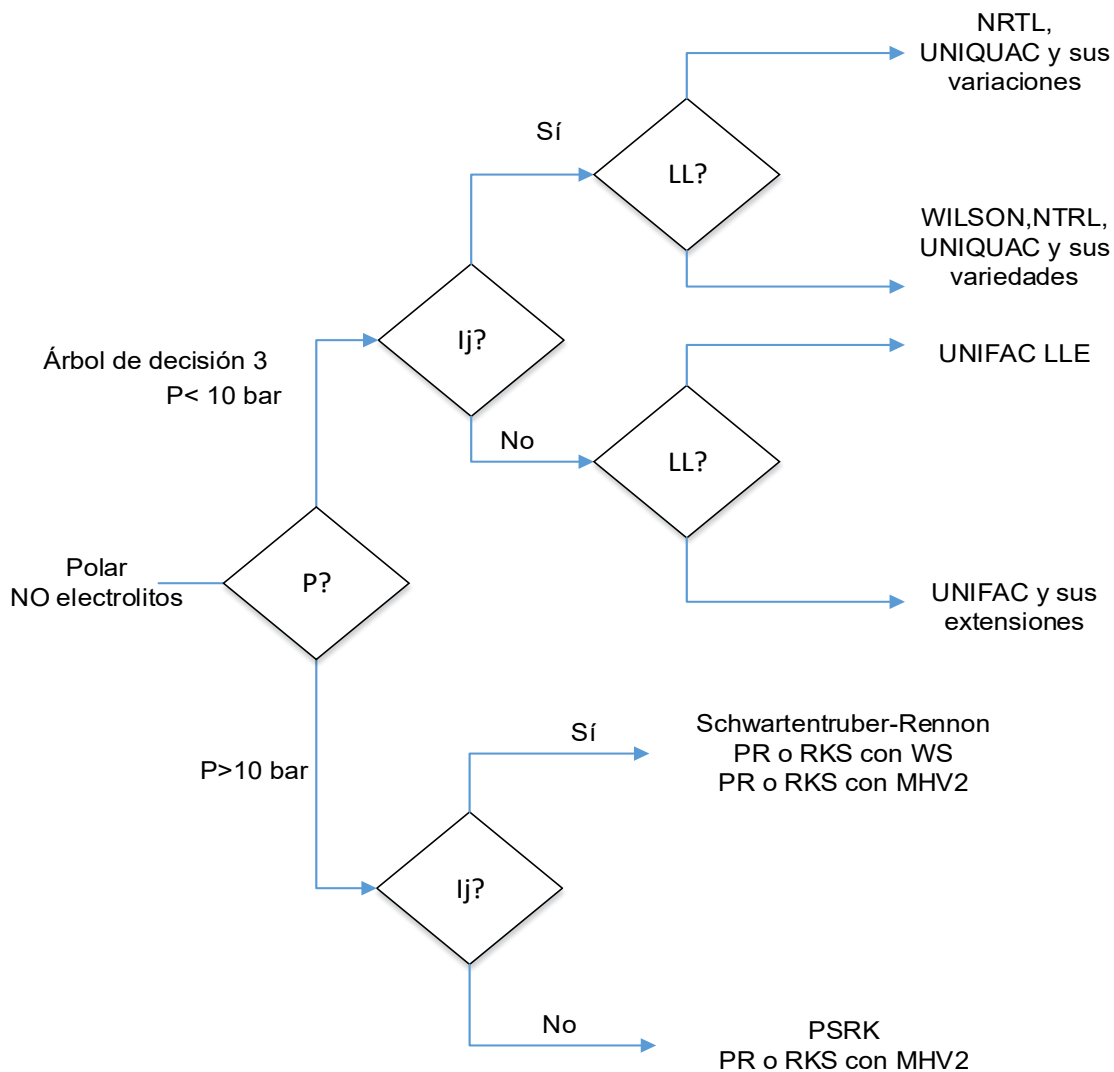 NRTL,
UNIQUAC y sus
variaciones
Sí
LL?
WILSON,NTRL,
UNIQUAC y sus
variedades
Ij?
Árbol de decisión 3
P< 10 bar
UNIFAC LLE
No
LL?
Polar
NO electrolitos
P?
UNIFAC y sus
extensiones
P>10 bar
Sí
Schwartentruber-Rennon
PR o RKS con WS
PR o RKS con MHV2
Ij?
No
PSRK
PR o RKS con MHV2